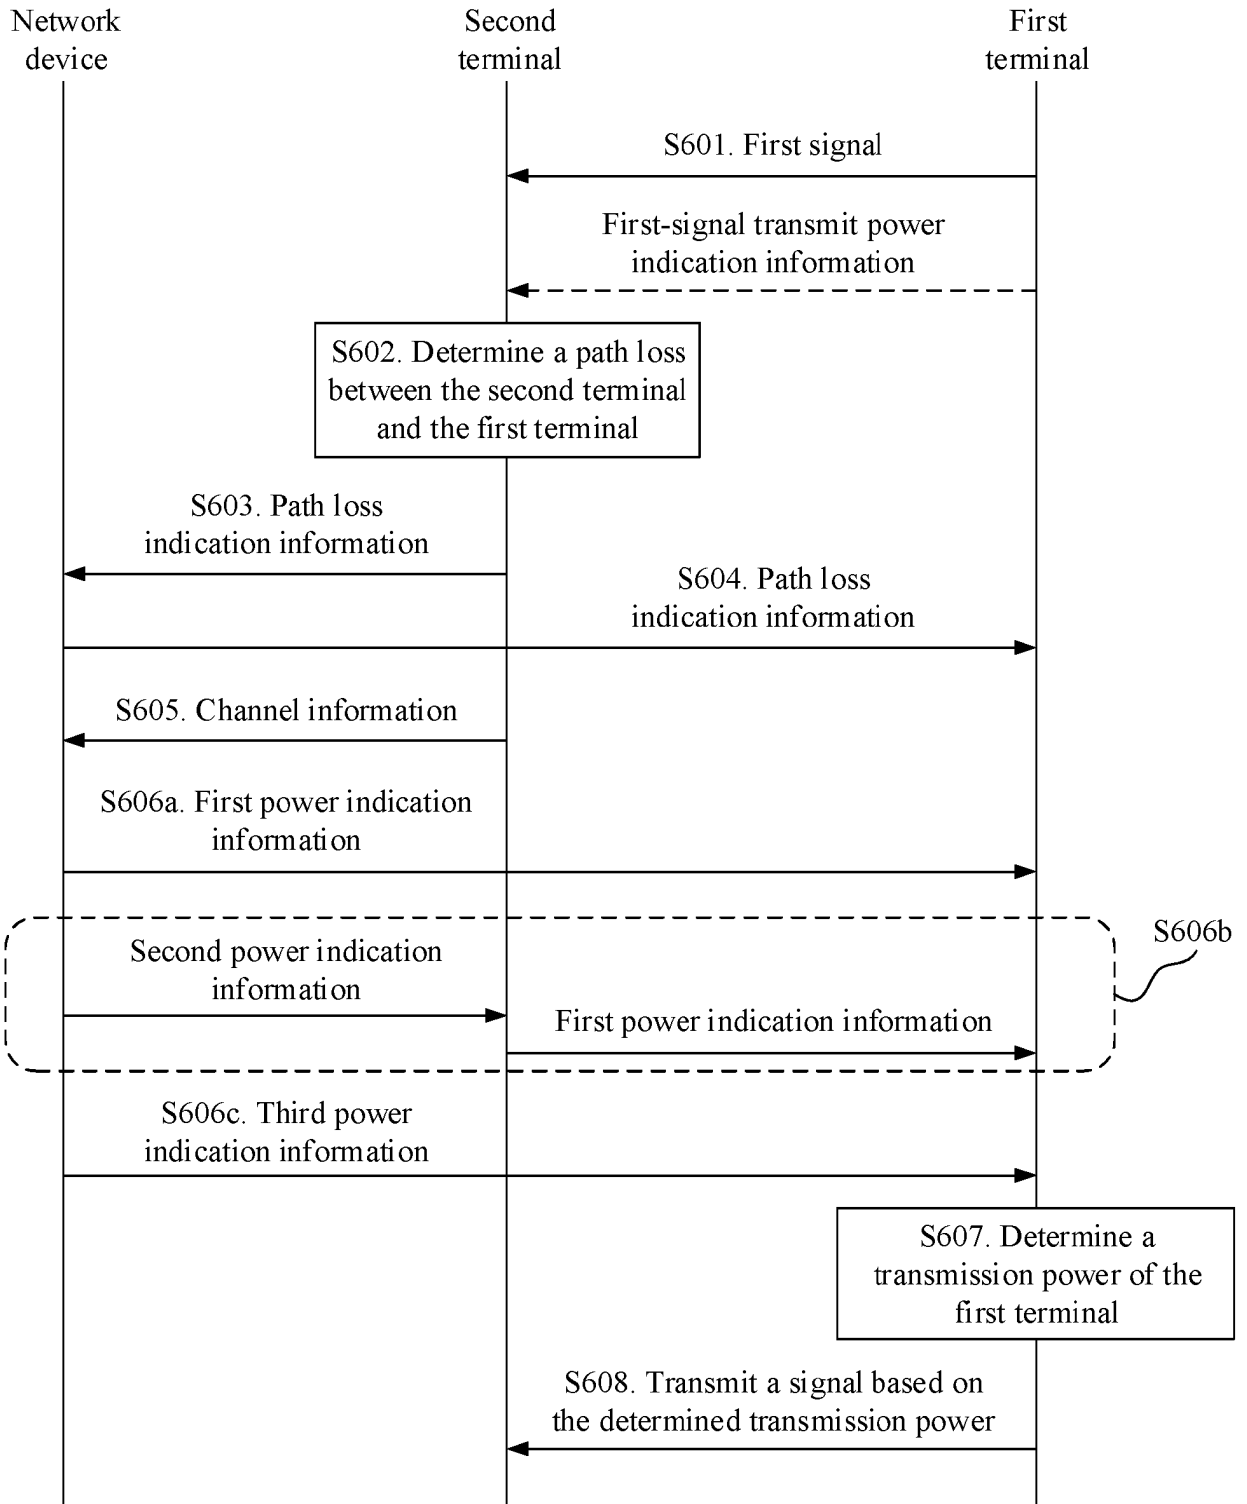 Network
device
Second
terminal
First
terminal
S601. First signal
First-signal transmit power
indication information
S602. Determine a path loss
between the second terminal
and the first terminal
S603. Path loss
indication information
S604. Path loss
indication information
S605. Channel information
S606a. First power indication
information
S606b
Second power indication
information
First power indication information
S606c. Third power
indication information
S607. Determine a
transmission power of the
first terminal
S608. Transmit a signal based on
the determined transmission power